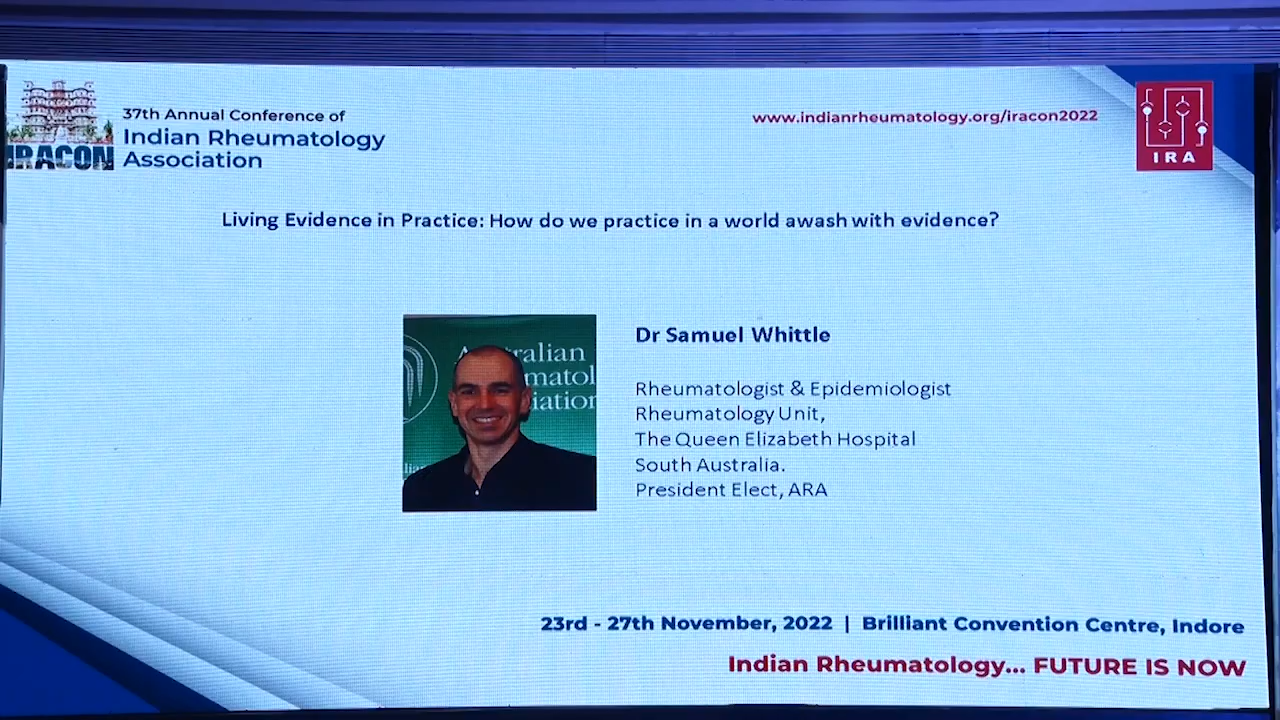 37th Annual Conference of
Indian Rheumatology
Association
IRACON
www.indianrheumatology.org/iracon2022
IRA
Living Evidence in Practice: How do we practice in a world awash with evidence?
Dr Samuel Whittle
Rheumatologist & Epidemiologist
Rheumatology Unit,
The Queen Elizabeth Hospital
South Australia.
President Elect, ARA
23rd - 27th November, 2022 | Brilliant Convention Centre, Indore
Indian Rheumatology... FUTURE IS NOW